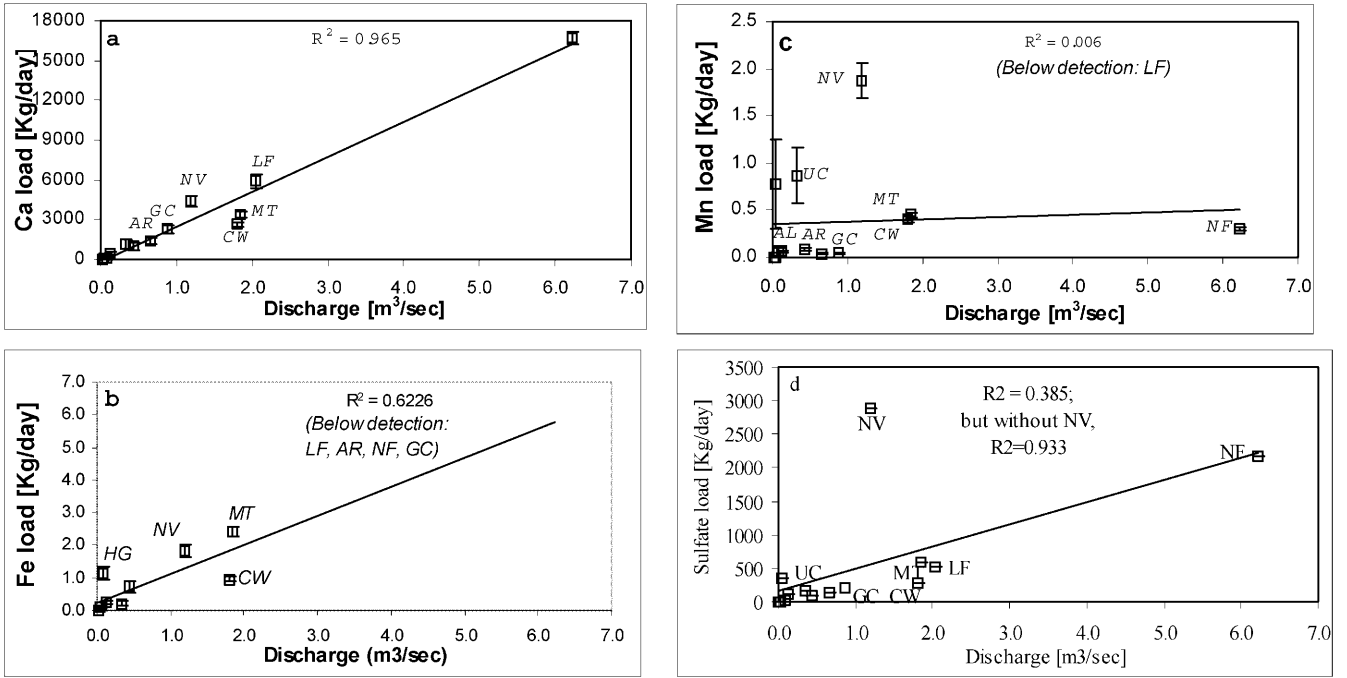 a
R² = 0.965
Ca load [Kg/day]
18000
15000
12000
9000
6000
3000
0
NV
LF
GC
AR
MT
CW
0.0 1.0 2.0 3.0 4.0 5.0 6.0 7.0
Discharge [m³/sec]
c
R² = 0.006
(Below detection: LF)
Mn load [Kg/day]
2.5
2.0
1.5
1.0
0.5
0.0
NV
UC
MT
AL AR GC CW
NF
0.0 1.0 2.0 3.0 4.0 5.0 6.0 7.0
Discharge [m³/sec]
b
R² = 0.6226
(Below detection:
LF, AR, NF, GC)
Fe load [Kg/day]
7.0
6.0
5.0
4.0
3.0
2.0
1.0
0.0
HG
NV
MT
CW
0.0 1.0 2.0 3.0 4.0 5.0 6.0 7.0
Discharge (m3/sec)
d
R2 = 0.385;
but without NV,
R2=0.933
Sulfate load [Kg/day]
3500
3000
2500
2000
1500
1000
500
0
NV
NF
UC
MT
LF
GC CW
0.0 1.0 2.0 3.0 4.0 5.0 6.0 7.0
Discharge [m3/sec]